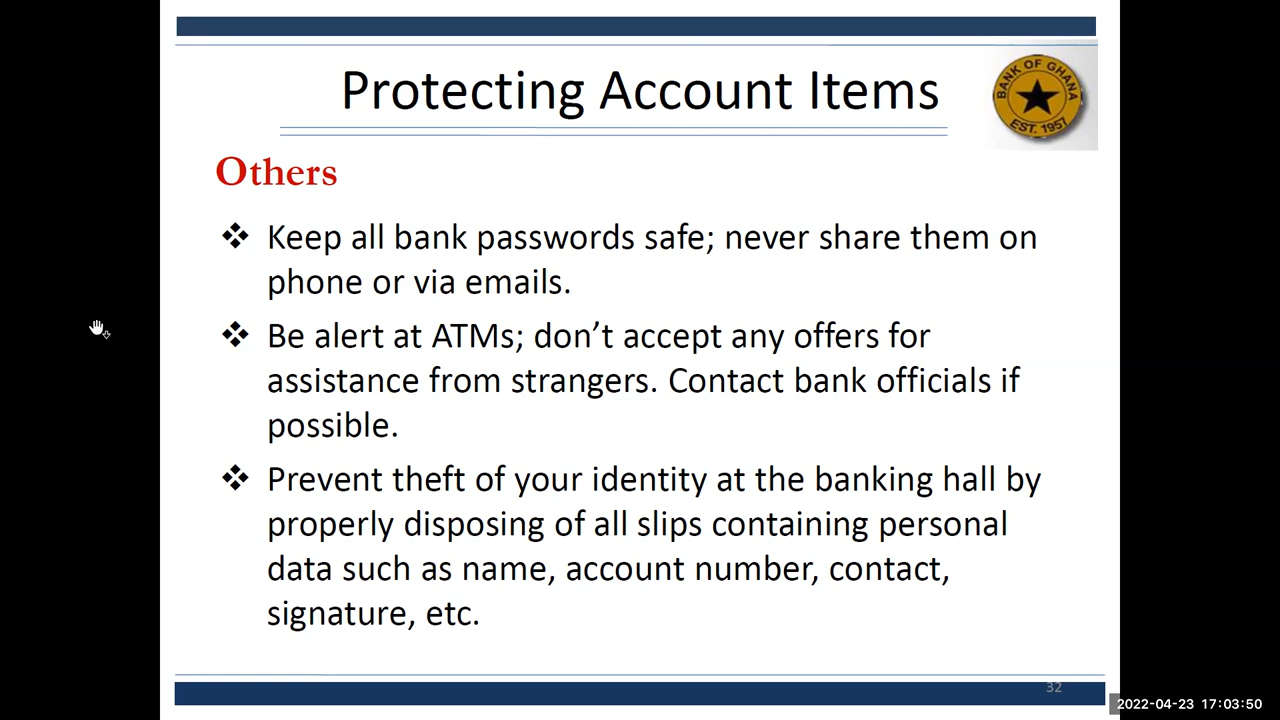 Protecting Account Items
BANK OF GHANA
EST. 1957
Others
❖ Keep all bank passwords safe; never share them on
phone or via emails.
❖ Be alert at ATMs; don’t accept any offers for
assistance from strangers. Contact bank officials if
possible.
❖ Prevent theft of your identity at the banking hall by
properly disposing of all slips containing personal
data such as name, account number, contact,
signature, etc.
32
2022-04-23 17:03:50